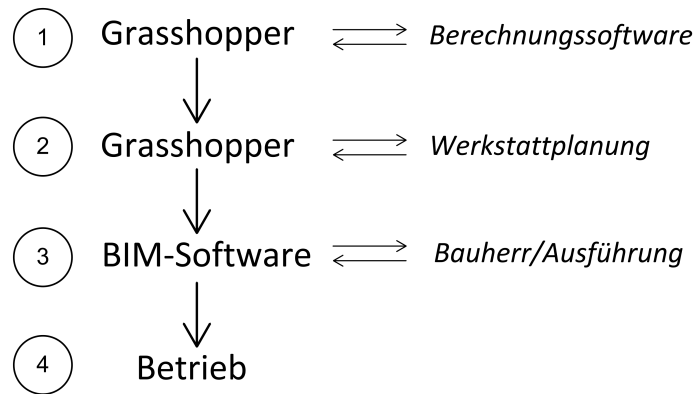 1 Grasshopper Berechnungssoftware
2 Grasshopper Werkstattplanung
3 BIM-Software Bauherr/Ausführung
4 Betrieb